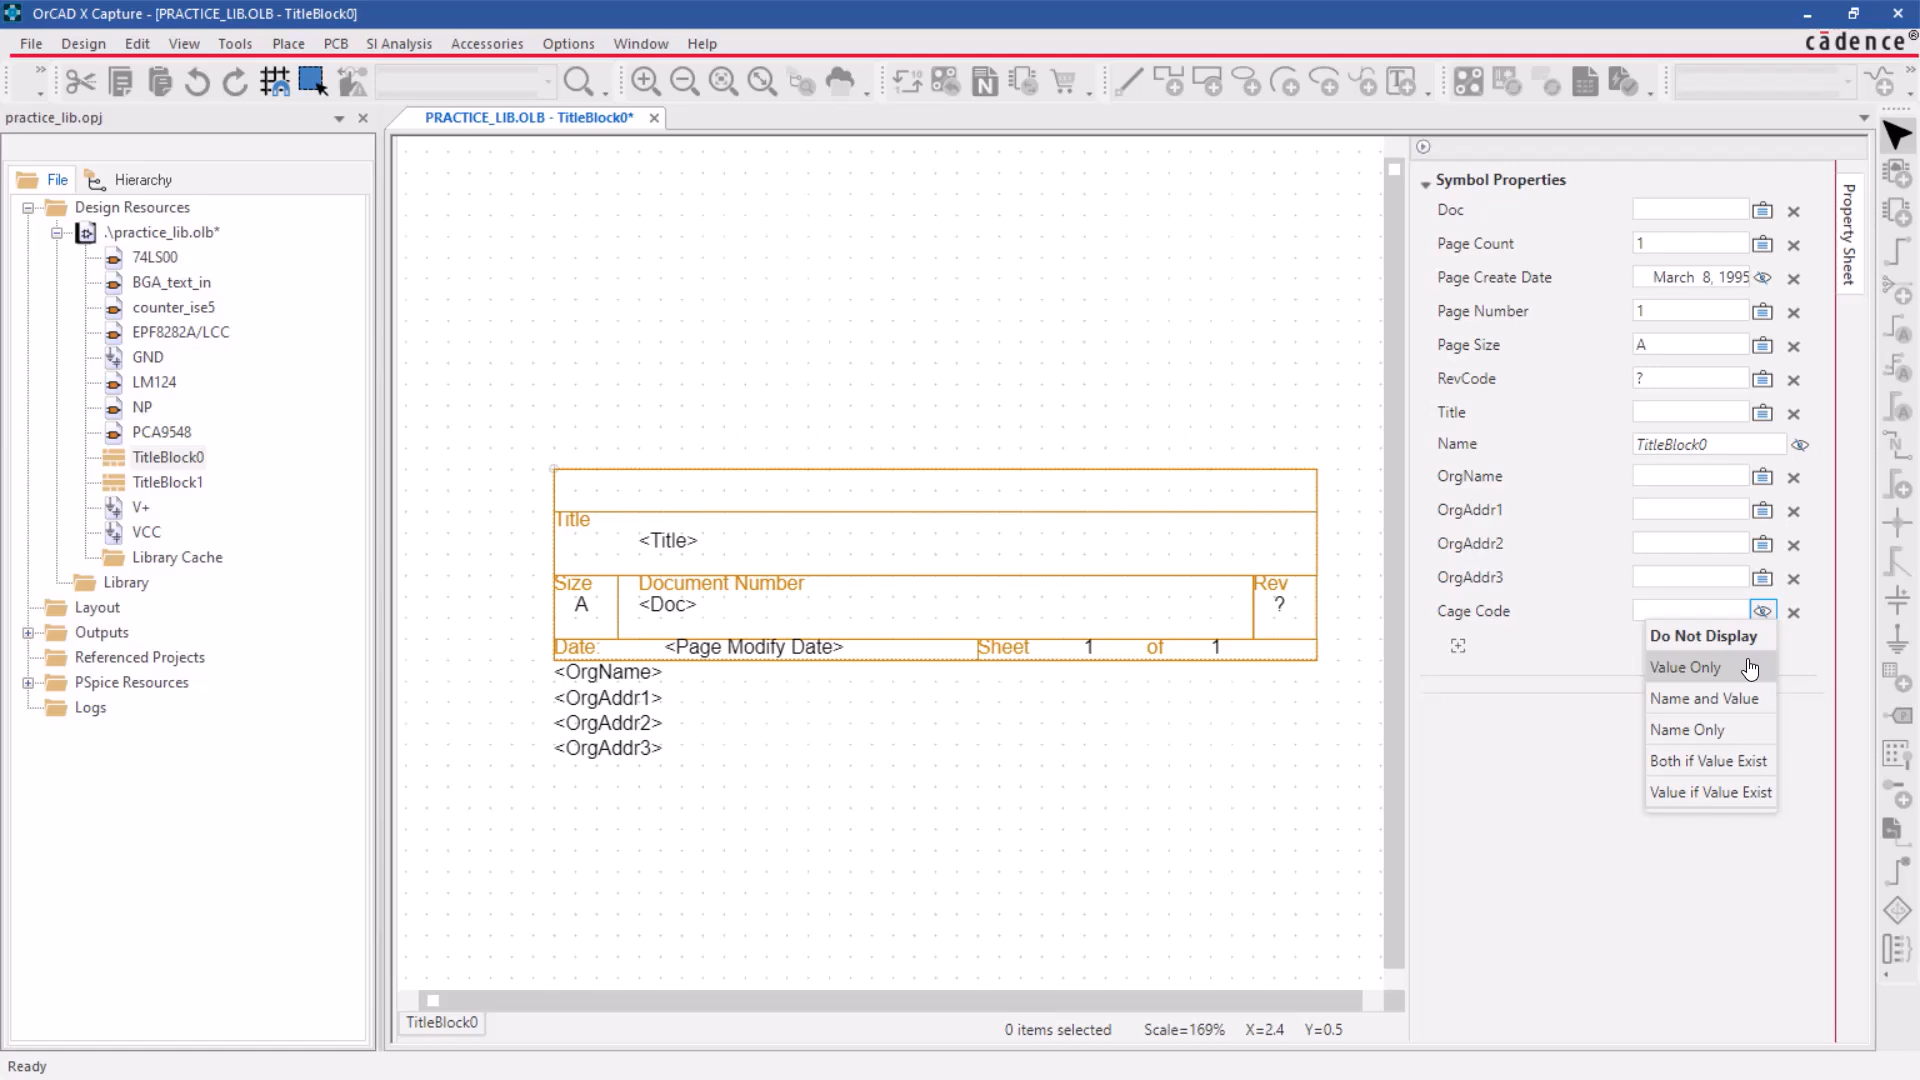 OrCAD X Capture - [PRACTICE_LIB.OLB - TitleBlock0]
File Design Edit View Tools Place PCB SI Analysis Accessories Options Window Help
cādence®
practice_lib.opj
PRACTICE_LIB.OLB - TitleBlock0*
File Hierarchy
Design Resources
.\practice_lib.olb*
74LS00
BGA_text_in
counter_ise5
EPF8282A/LCC
GND
LM124
NP
PCA9548
TitleBlock0
TitleBlock1
V+
VCC
Library Cache
Library
Layout
Outputs
Referenced Projects
PSpice Resources
Logs
Title
<Title>
Size Document Number Rev
A <Doc> ?
Date: <Page Modify Date> Sheet 1 of 1
<OrgName>
<OrgAddr1>
<OrgAddr2>
<OrgAddr3>
TitleBlock0
0 items selected Scale=169% X=2.4 Y=0.5
Symbol Properties
Doc
Page Count 1
Page Create Date March 8, 1995
Page Number 1
Page Size A
RevCode ?
Title
Name TitleBlock0
OrgName
OrgAddr1
OrgAddr2
OrgAddr3
Cage Code
Do Not Display
Value Only
Name and Value
Name Only
Both if Value Exist
Value if Value Exist
Property Sheet
Ready